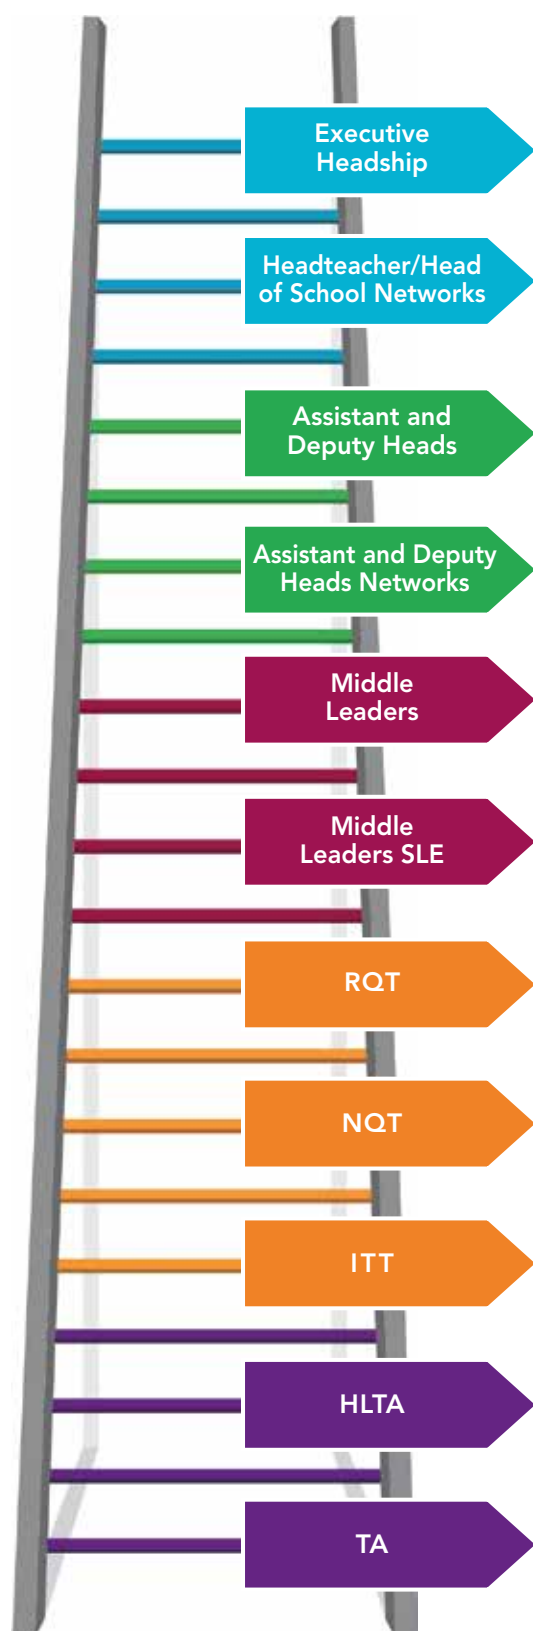 Executive
Headship
Headteacher/Head
of School Networks
Assistant and
Deputy Heads
Assistant and Deputy
Heads Networks
Middle
Leaders
Middle
Leaders SLE
RQT
NQT
ITT
HLTA
TA